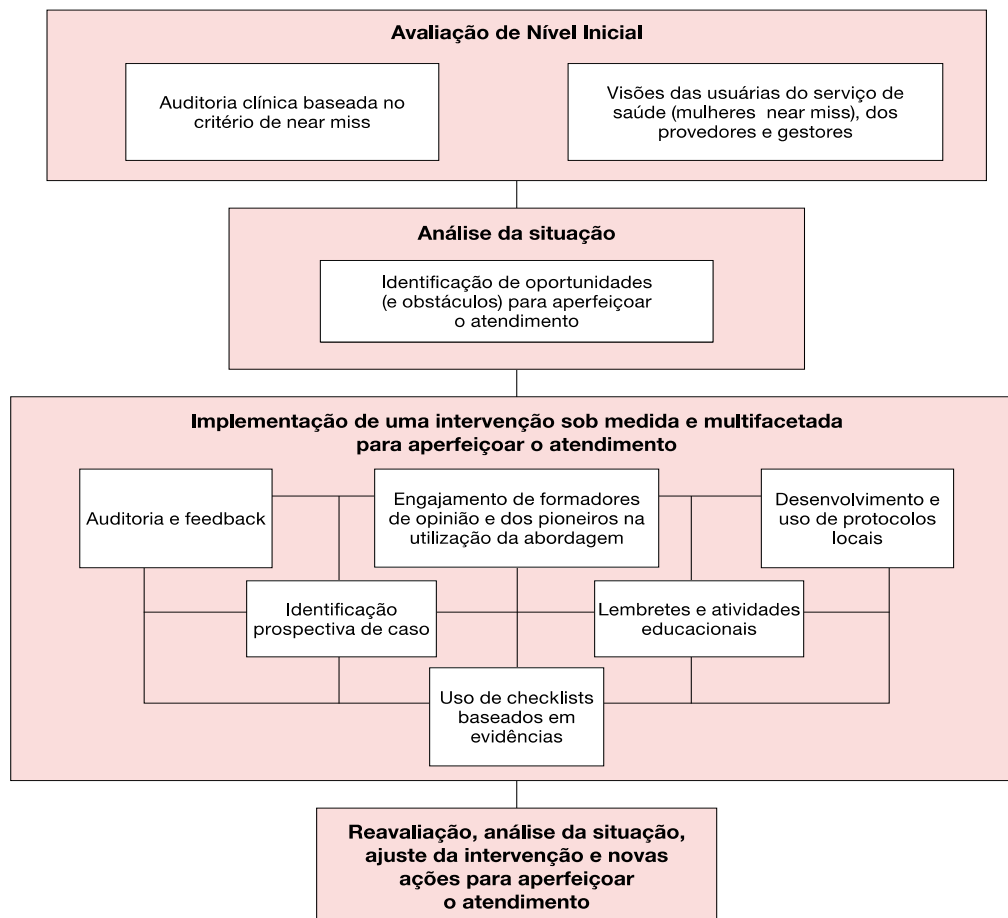 Avaliação de Nível Inicial
Auditoria clínica baseada no
critério de near miss
Visões das usuárias do serviço de
saúde (mulheres near miss), dos
provedores e gestores
Análise da situação
Identificação de oportunidades
(e obstáculos) para aperfeiçoar
o atendimento
Implementação de uma intervenção sob medida e multifacetada
para aperfeiçoar o atendimento
Auditoria e feedback
Engajamento de formadores
de opinião e dos pioneiros na
utilização da abordagem
Desenvolvimento e
uso de protocolos
locais
Identificação
prospectiva de caso
Lembretes e atividades
educacionais
Uso de checklists
baseados em
evidências
Reavaliação, análise da situação,
ajuste da intervenção e novas
ações para aperfeiçoar
o atendimento